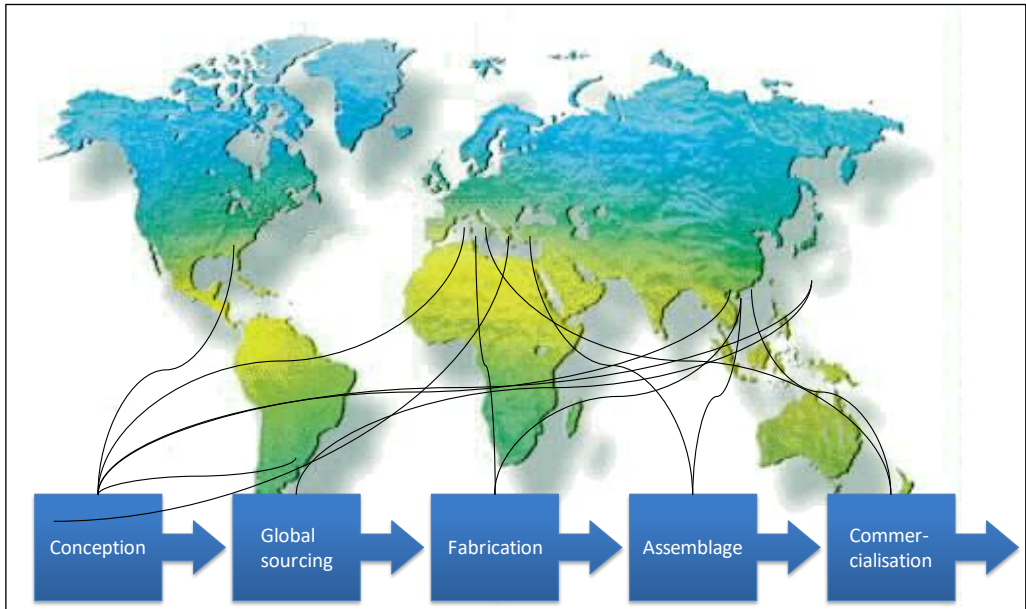 Conception
Global
sourcing
Fabrication
Assemblage
Commer-
cialisation